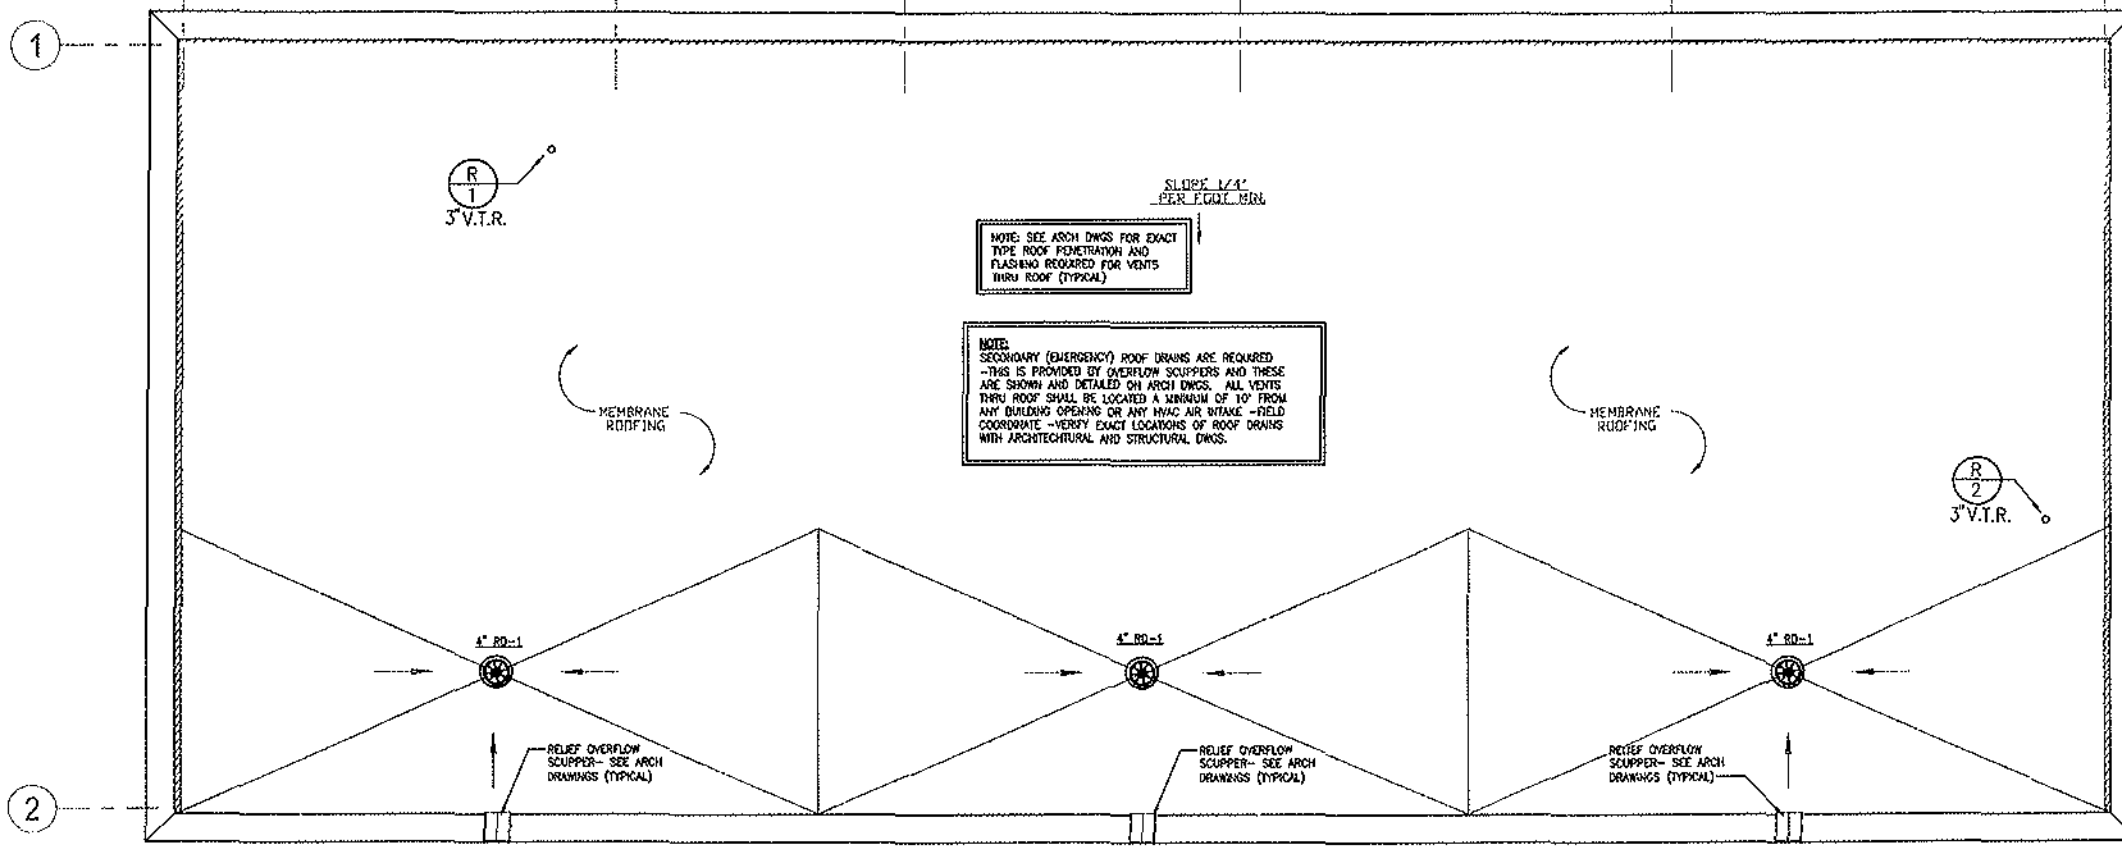 1
R
1
3"V.T.R.
SLOPE 1/4"
PER FOOT MIN.
NOTE: SEE ARCH DWGS FOR EXACT
TYPE ROOF PENETRATION AND
FLASHING REQUIRED FOR VENTS
THRU ROOF (TYPICAL)
NOTE:
SECONDARY (EMERGENCY) ROOF DRAINS ARE REQUIRED
-THIS IS PROVIDED BY OVERFLOW SCUPPERS AND THESE
ARE SHOWN AND DETAILED ON ARCH DWGS. ALL VENTS
THRU ROOF SHALL BE LOCATED A MINIMUM OF 10' FROM
ANY BUILDING OPENING OR ANY HVAC AIR INTAKE -FIELD
COORDINATE -VERIFY EXACT LOCATIONS OF ROOF DRAINS
WITH ARCHITECHTURAL AND STRUCTURAL DWGS.
MEMBRANE
ROOFING
MEMBRANE
ROOFING
R
2
3"V.T.R.
4" RD-1
4" RD-1
4" RD-1
RELIEF OVERFLOW
SCUPPER- SEE ARCH
DRAWINGS (TYPICAL)
RELIEF OVERFLOW
SCUPPER- SEE ARCH
DRAWINGS (TYPICAL)
RELIEF OVERFLOW
SCUPPER- SEE ARCH
DRAWINGS (TYPICAL)
2